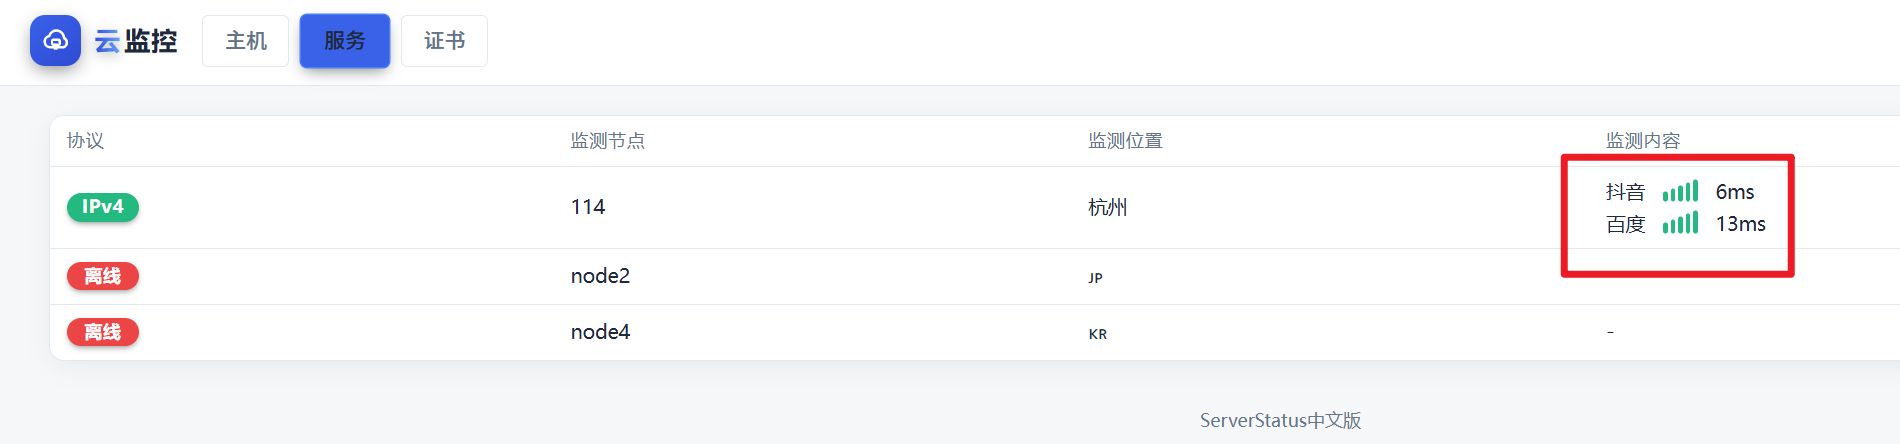 云监控 主机 服务 证书
协议 监测节点 监测位置 监测内容
IPv4 114 杭州 抖音 6ms
百度 13ms
离线 node2 JP
离线 node4 KR -
ServerStatus中文版